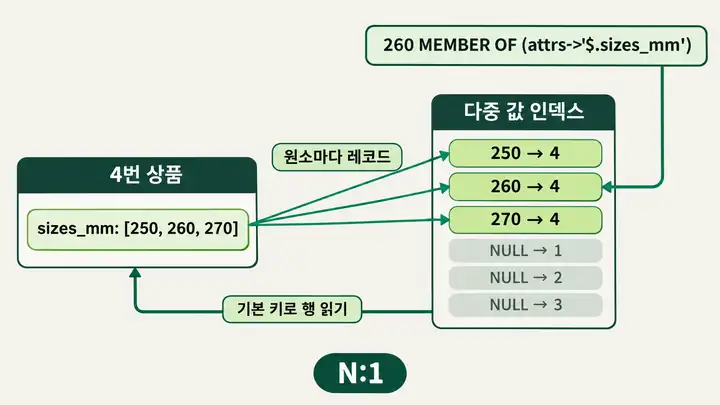 260 MEMBER OF (attrs->'$.sizes_mm')
다중 값 인덱스
원소마다 레코드
250 → 4
4번 상품
260 → 4
sizes_mm: [250, 260, 270]
270 → 4
NULL → 1
NULL → 2
기본 키로 행 읽기
NULL → 3
N:1